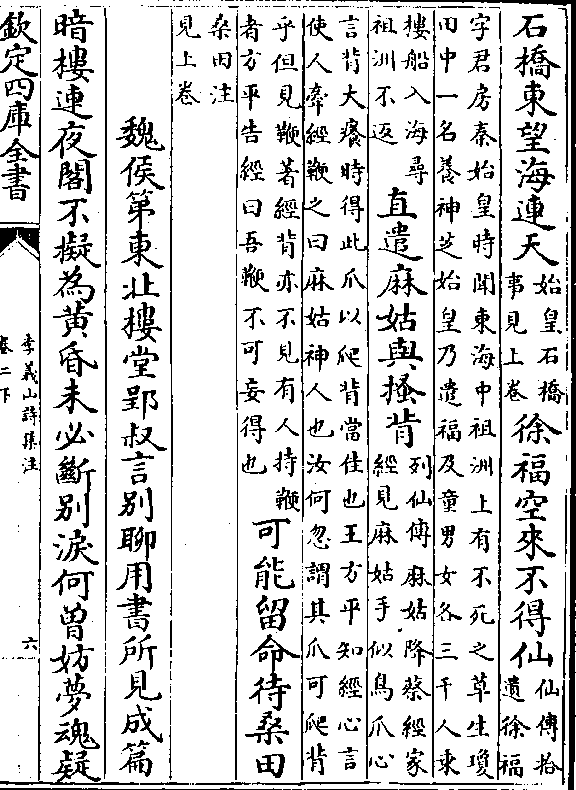 石橋東望海連天始皇石橋事見上卷徐福空來不得仙仙傳拾遺徐福
字君房秦始皇時聞東海中祖洲上有不死之草生瓊
田中一名養神芝始皇乃遣福及童男女各三千人乗
樓船入海尋祖洲不返直遣麻姑與搔背列仙傳麻姑降蔡經家經見麻姑手似鳥爪心
言背大癢時得此爪以爬背當佳也王方平知經心言
使人牽經鞭之曰麻姑神人也汝何忽謂其爪可爬背
乎但見鞭著經背亦不見有人持鞭者方平告經曰吾鞭不可妄得也可能留命待桑田
桑田注見上卷
魏侯第東北樓堂郢叔言別聊用書所見成篇
暗樓連夜閣不擬為黃昏未必斷別淚何曾妨夢魂疑
欽定四庫全書
李義山詩集注
卷二下
六